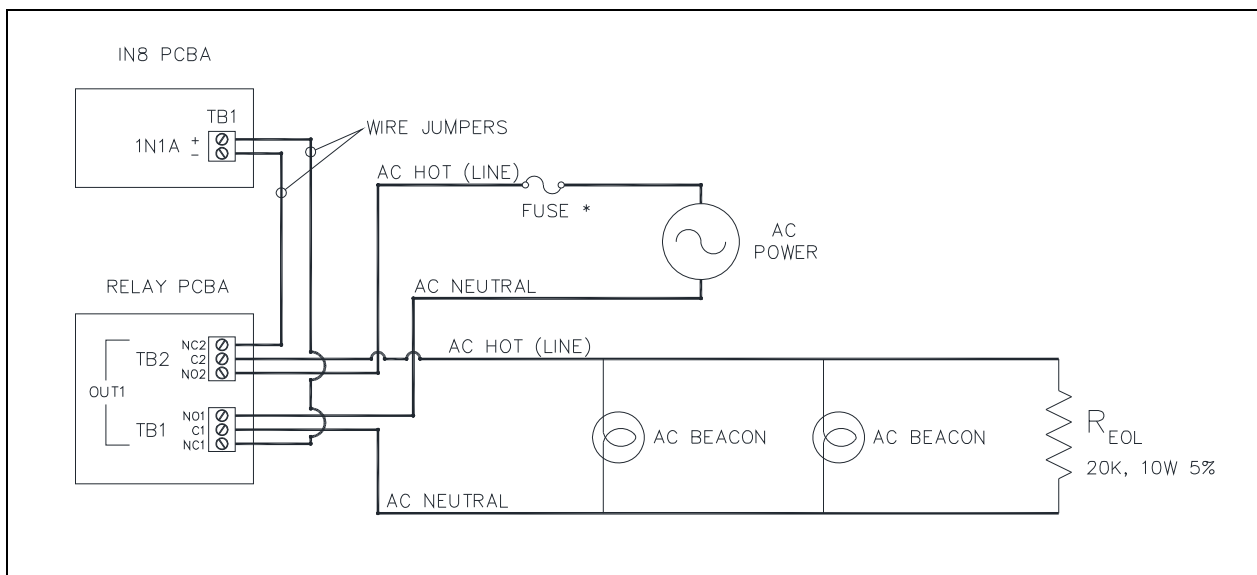 IN8 PCBA
TB1
1N1A + −
WIRE JUMPERS
AC HOT (LINE)
FUSE *
AC
POWER
AC NEUTRAL
RELAY PCBA
NC2
C2
NO2
TB2
OUT1
NO1
C1
NC1
TB1
AC HOT (LINE)
AC BEACON
AC BEACON
REOL
20K, 10W 5%
AC NEUTRAL